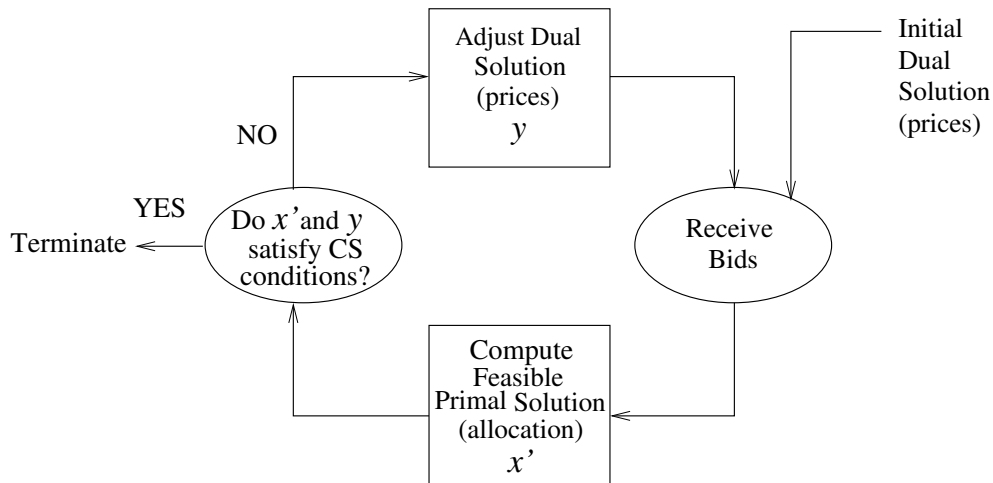 Adjust Dual
Solution
(prices)
y
Initial
Dual
Solution
(prices)
NO
YES
Terminate
Do x’ and y
satisfy CS
conditions?
Receive
Bids
Compute
Feasible
Primal Solution
(allocation)
x’